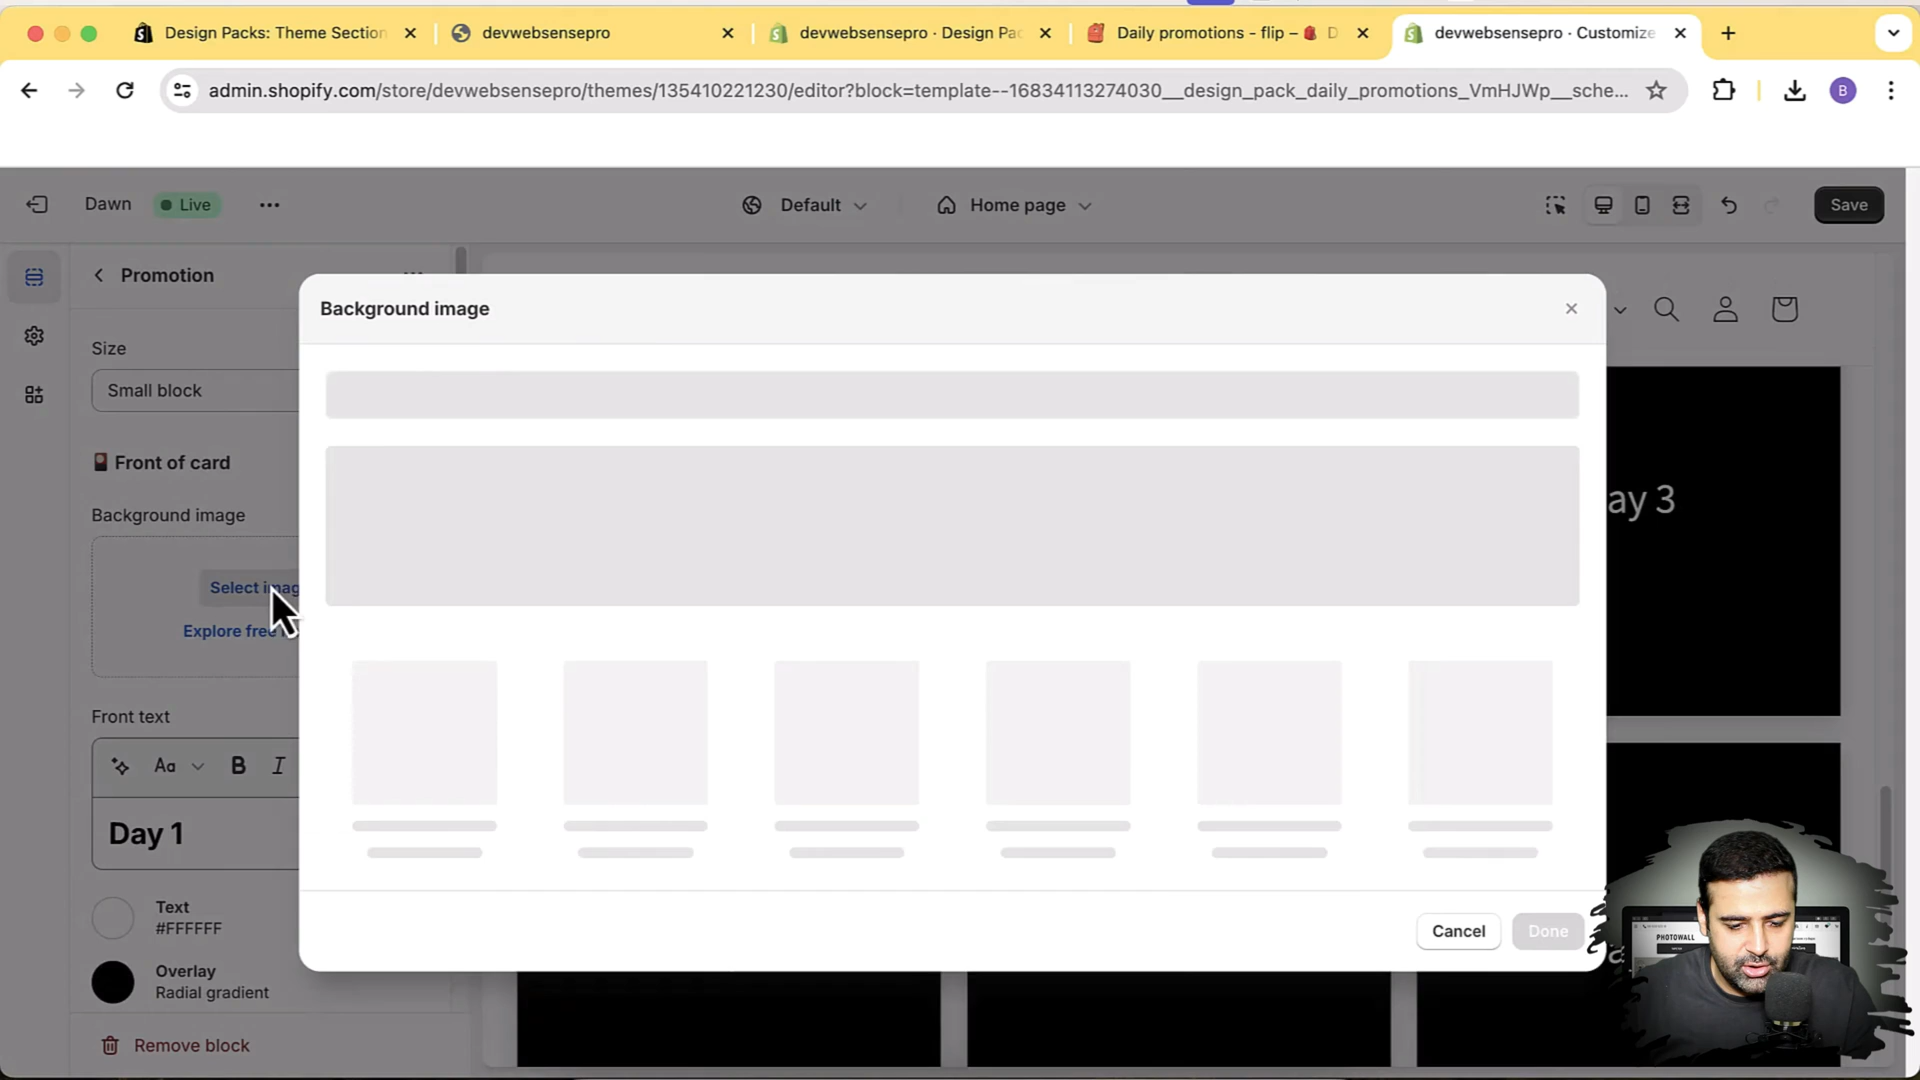 Design Packs: Theme Section
devwebsensepro
devwebsensepro · Design Pac
Daily promotions - flip –
devwebsensepro · Customize
admin.shopify.com/store/devwebsensepro/themes/135410221230/editor?block=template--16834113274030__design_pack_daily_promotions_VmHJWp__sche...
B
Dawn
Live
Default
Home page
Save
Promotion
Background image
Size
Small block
Front of card
Background image
Select imag
Explore free
ay 3
Front text
Aa
B
I
Day 1
Text
#FFFFFF
Cancel
Done
PHOTOWALL
Overlay
Radial gradient
Remove block